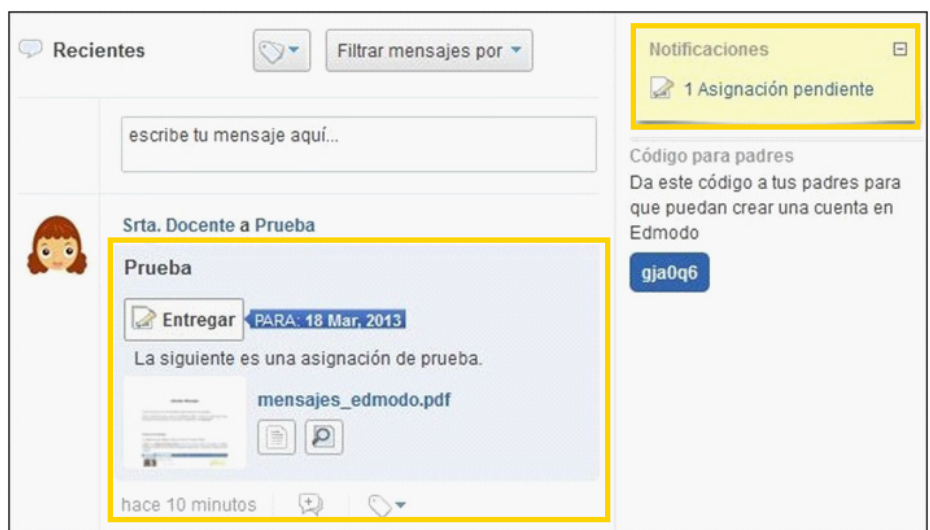 Recientes
Filtrar mensajes por
escribe tu mensaje aquí...
Srta. Docente a Prueba
Prueba
Entregar PARA: 18 Mar, 2013
La siguiente es una asignación de prueba.
mensajes_edmodo.pdf
hace 10 minutos
Notificaciones
1 Asignación pendiente
Código para padres
Da este código a tus padres para
que puedan crear una cuenta en
Edmodo
gja0q6